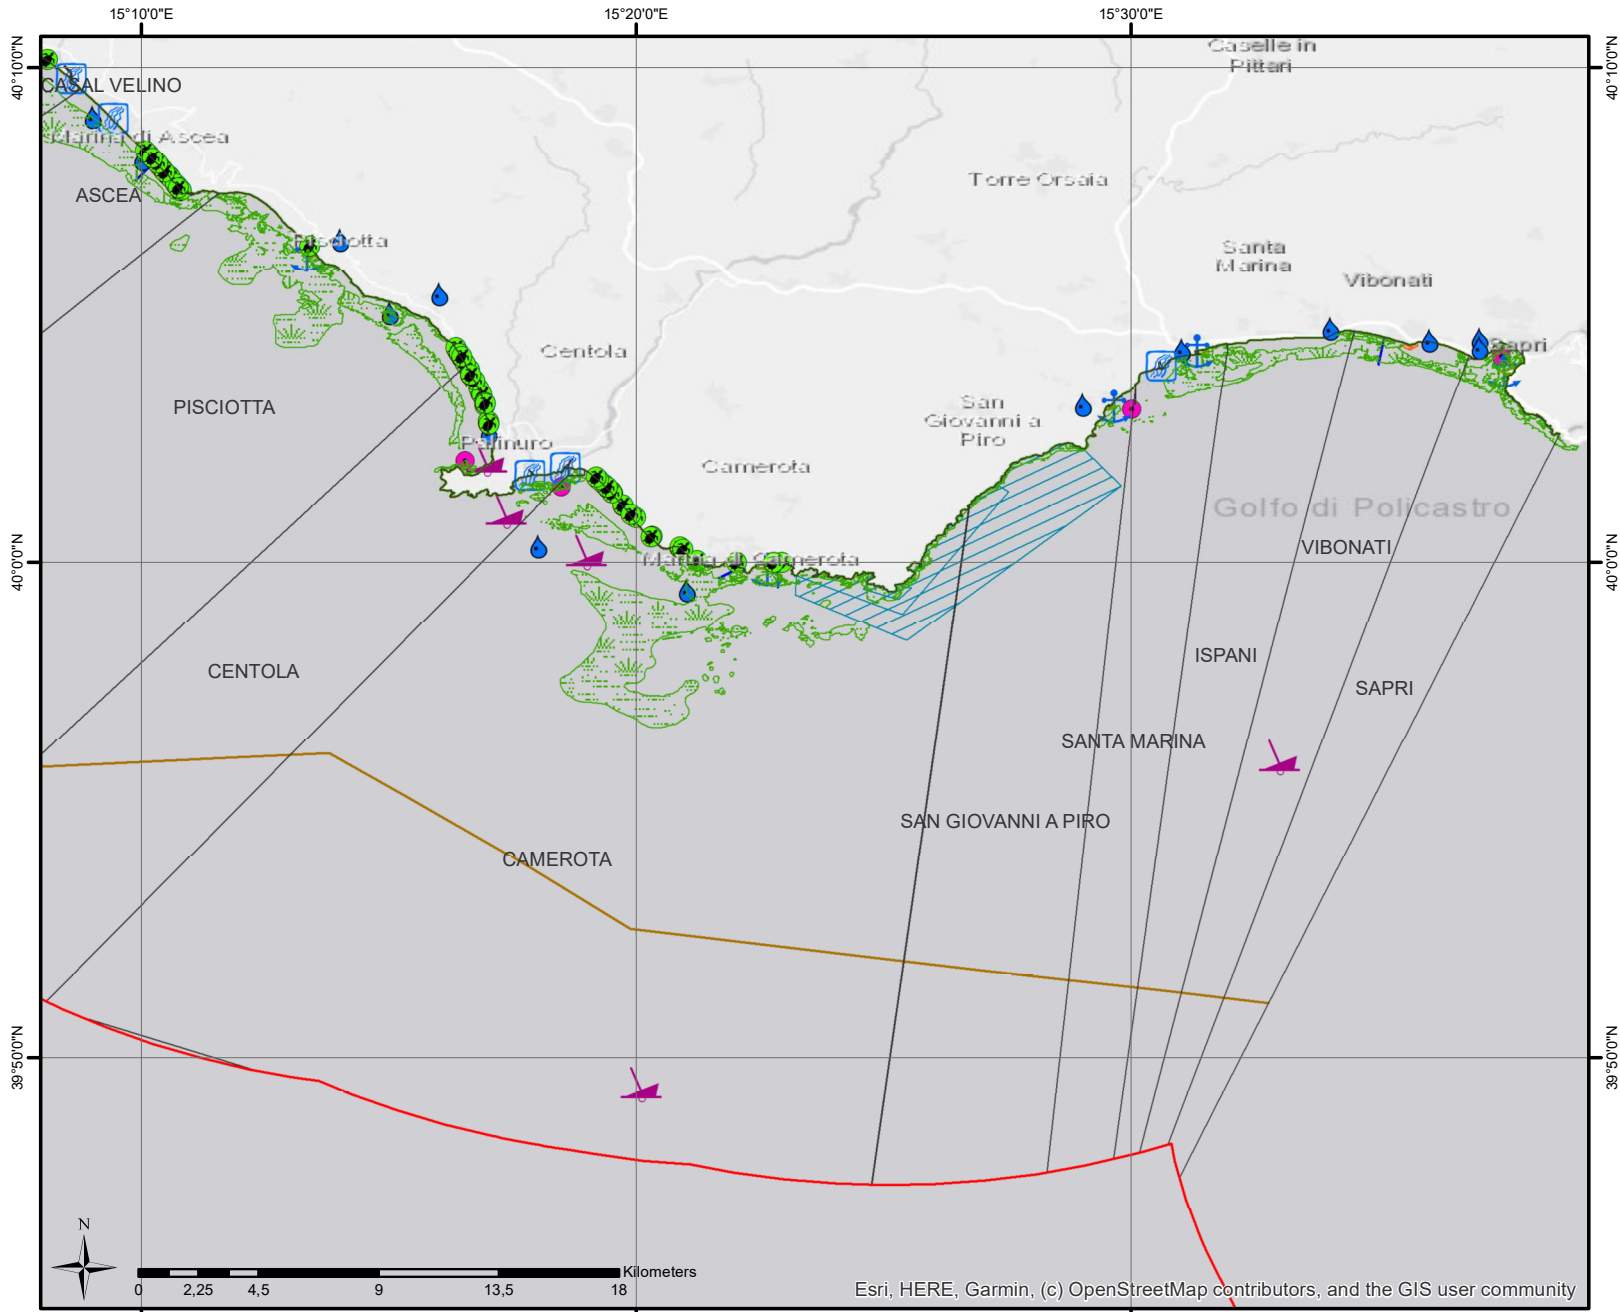 15°10'0"E
15°20'0"E
15°30'0"E
40°10'0"N
40°10'0"N
Caselle in
Pittari
CASAL VELINO
Marina di Ascea
ASCEA
Torre Orsaia
Pisciotta
Santa
Marina
Vibonati
Centola
Sapri
PISCIOTTA
San
Giovanni a
Piro
Palinuro
Camerota
Golfo di Policastro
VIBONATI
Marina di Camerota
40°0'0"N
40°0'0"N
ISPANI
CENTOLA
SAPRI
SANTA MARINA
SAN GIOVANNI A PIRO
CAMEROTA
39°50'0"N
39°50'0"N
N
Kilometers
0 2,25 4,5 9 13,5 18
Esri, HERE, Garmin, (c) OpenStreetMap contributors, and the GIS user community